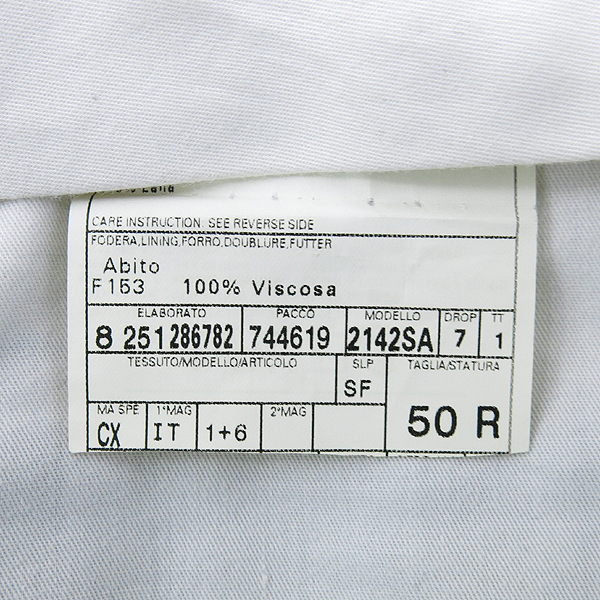 Lana
CARE INSTRUCTION: SEE REVERSE SIDE
FODERA,LINING,FORRO,DOUBLURE,FUTTER
Abito
F153 100% Viscosa
ELABORATO PACCO MODELLO DROP TT
8 251286782 744619 2142SA 7 1
TESSUTO/MODELLO/ARTICOLO SLP TAGLIA/STATURA
SF
50 R
MA SPE 1°MAG 2°MAG
CX IT 1+6